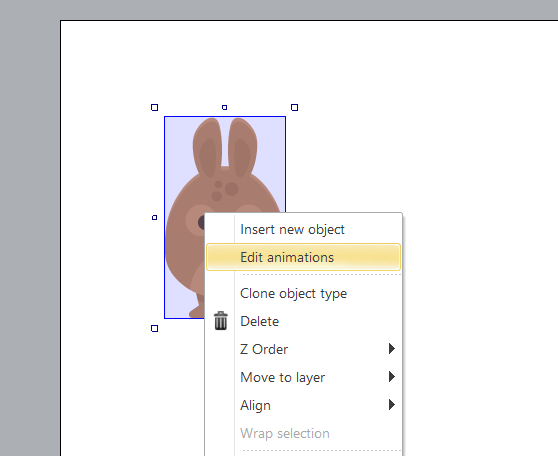 Insert new object
Edit animations
Clone object type
Delete
Z Order
Move to layer
Align
Wrap selection